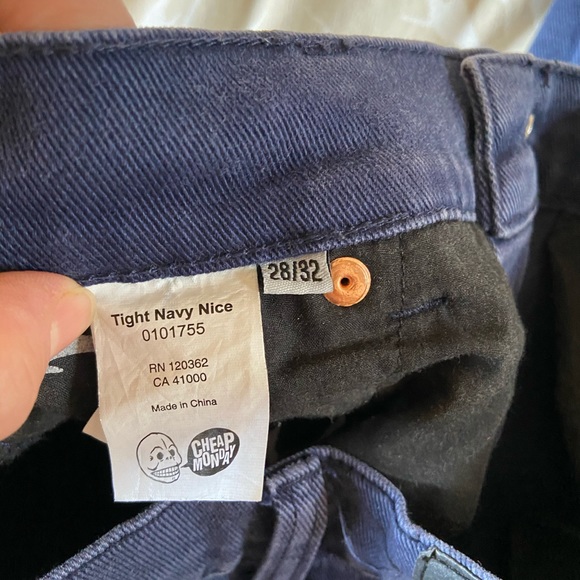 28/32
Tight Navy Nice
0101755
RN 120362
CA 41000
Made in China
CHEAP
MONDAY